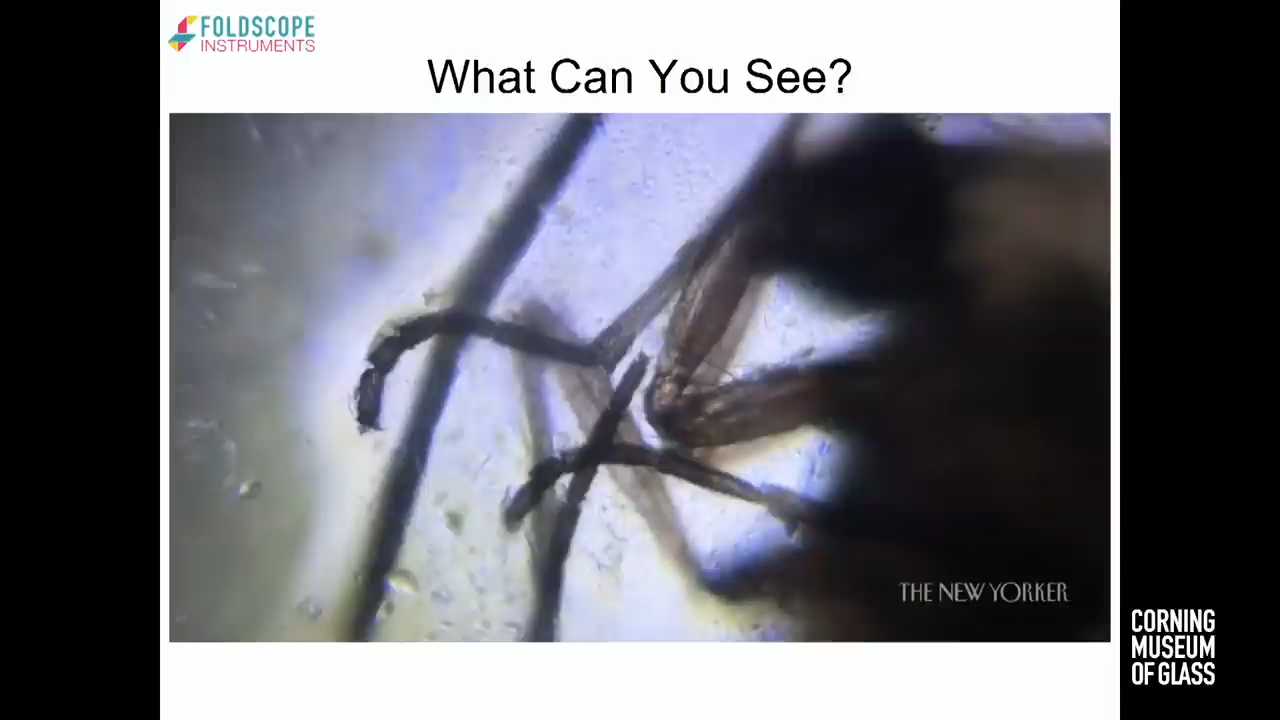 FOLDSCOPE
INSTRUMENTS
What Can You See?
THE NEW YORKER
CORNING
MUSEUM
OF GLASS